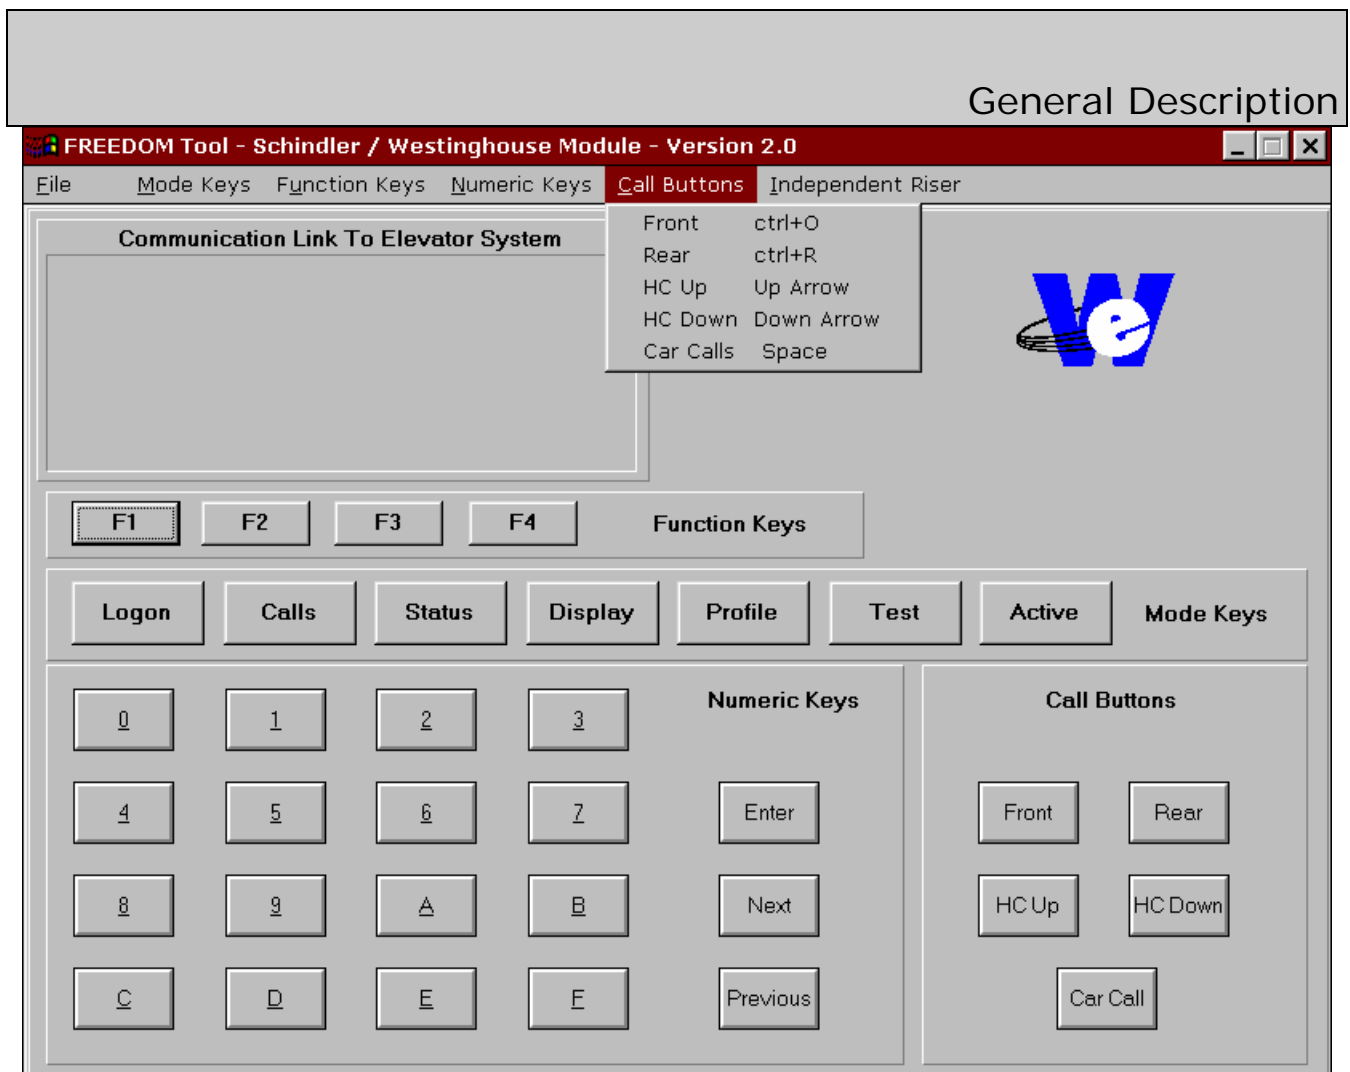 General Description
FREEDOM Tool - Schindler / Westinghouse Module - Version 2.0
File Mode Keys Function Keys Numeric Keys Call Buttons Independent Riser
Communication Link To Elevator System
Front ctrl+O
Rear ctrl+R
HC Up Up Arrow
HC Down Down Arrow
Car Calls Space
We
F1 F2 F3 F4 Function Keys
Logon Calls Status Display Profile Test Active Mode Keys
Numeric Keys Call Buttons
0 1 2 3
4 5 6 7 Enter Front Rear
8 9 A B Next HC Up HC Down
C D E F Previous Car Call